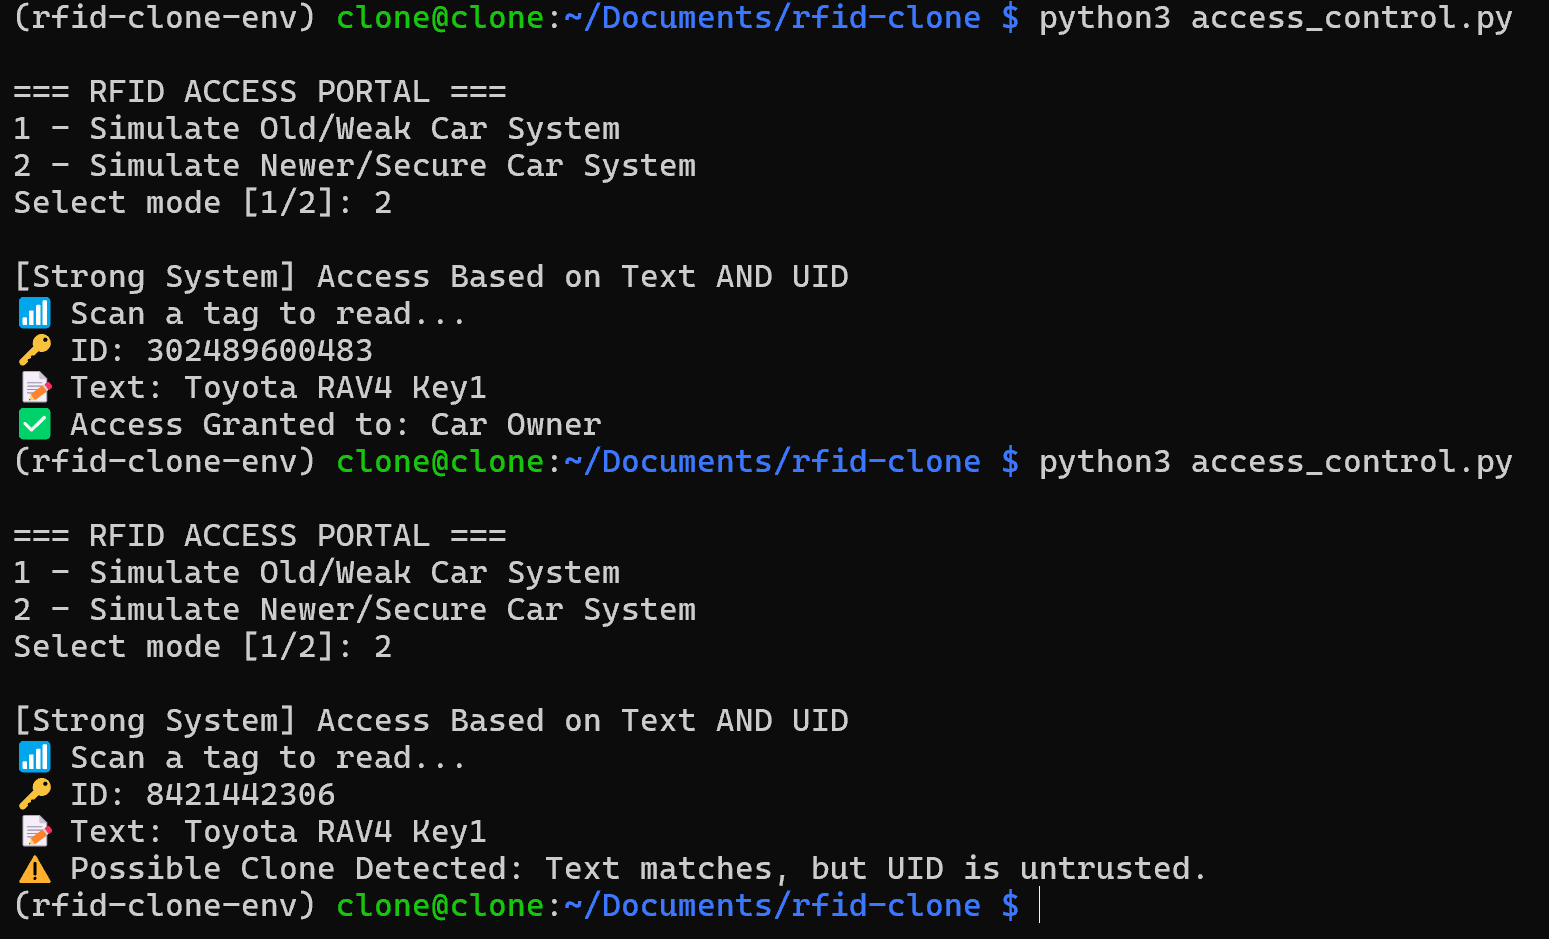 (rfid-clone-env) clone@clone:~/Documents/rfid-clone $ python3 access_control.py
=== RFID ACCESS PORTAL ===
1 - Simulate Old/Weak Car System
2 - Simulate Newer/Secure Car System
Select mode [1/2]: 2
[Strong System] Access Based on Text AND UID
📶 Scan a tag to read...
🔑 ID: 302489600483
📝 Text: Toyota RAV4 Key1
✅ Access Granted to: Car Owner
(rfid-clone-env) clone@clone:~/Documents/rfid-clone $ python3 access_control.py
=== RFID ACCESS PORTAL ===
1 - Simulate Old/Weak Car System
2 - Simulate Newer/Secure Car System
Select mode [1/2]: 2
[Strong System] Access Based on Text AND UID
📶 Scan a tag to read...
🔑 ID: 8421442306
📝 Text: Toyota RAV4 Key1
⚠️ Possible Clone Detected: Text matches, but UID is untrusted.
(rfid-clone-env) clone@clone:~/Documents/rfid-clone $